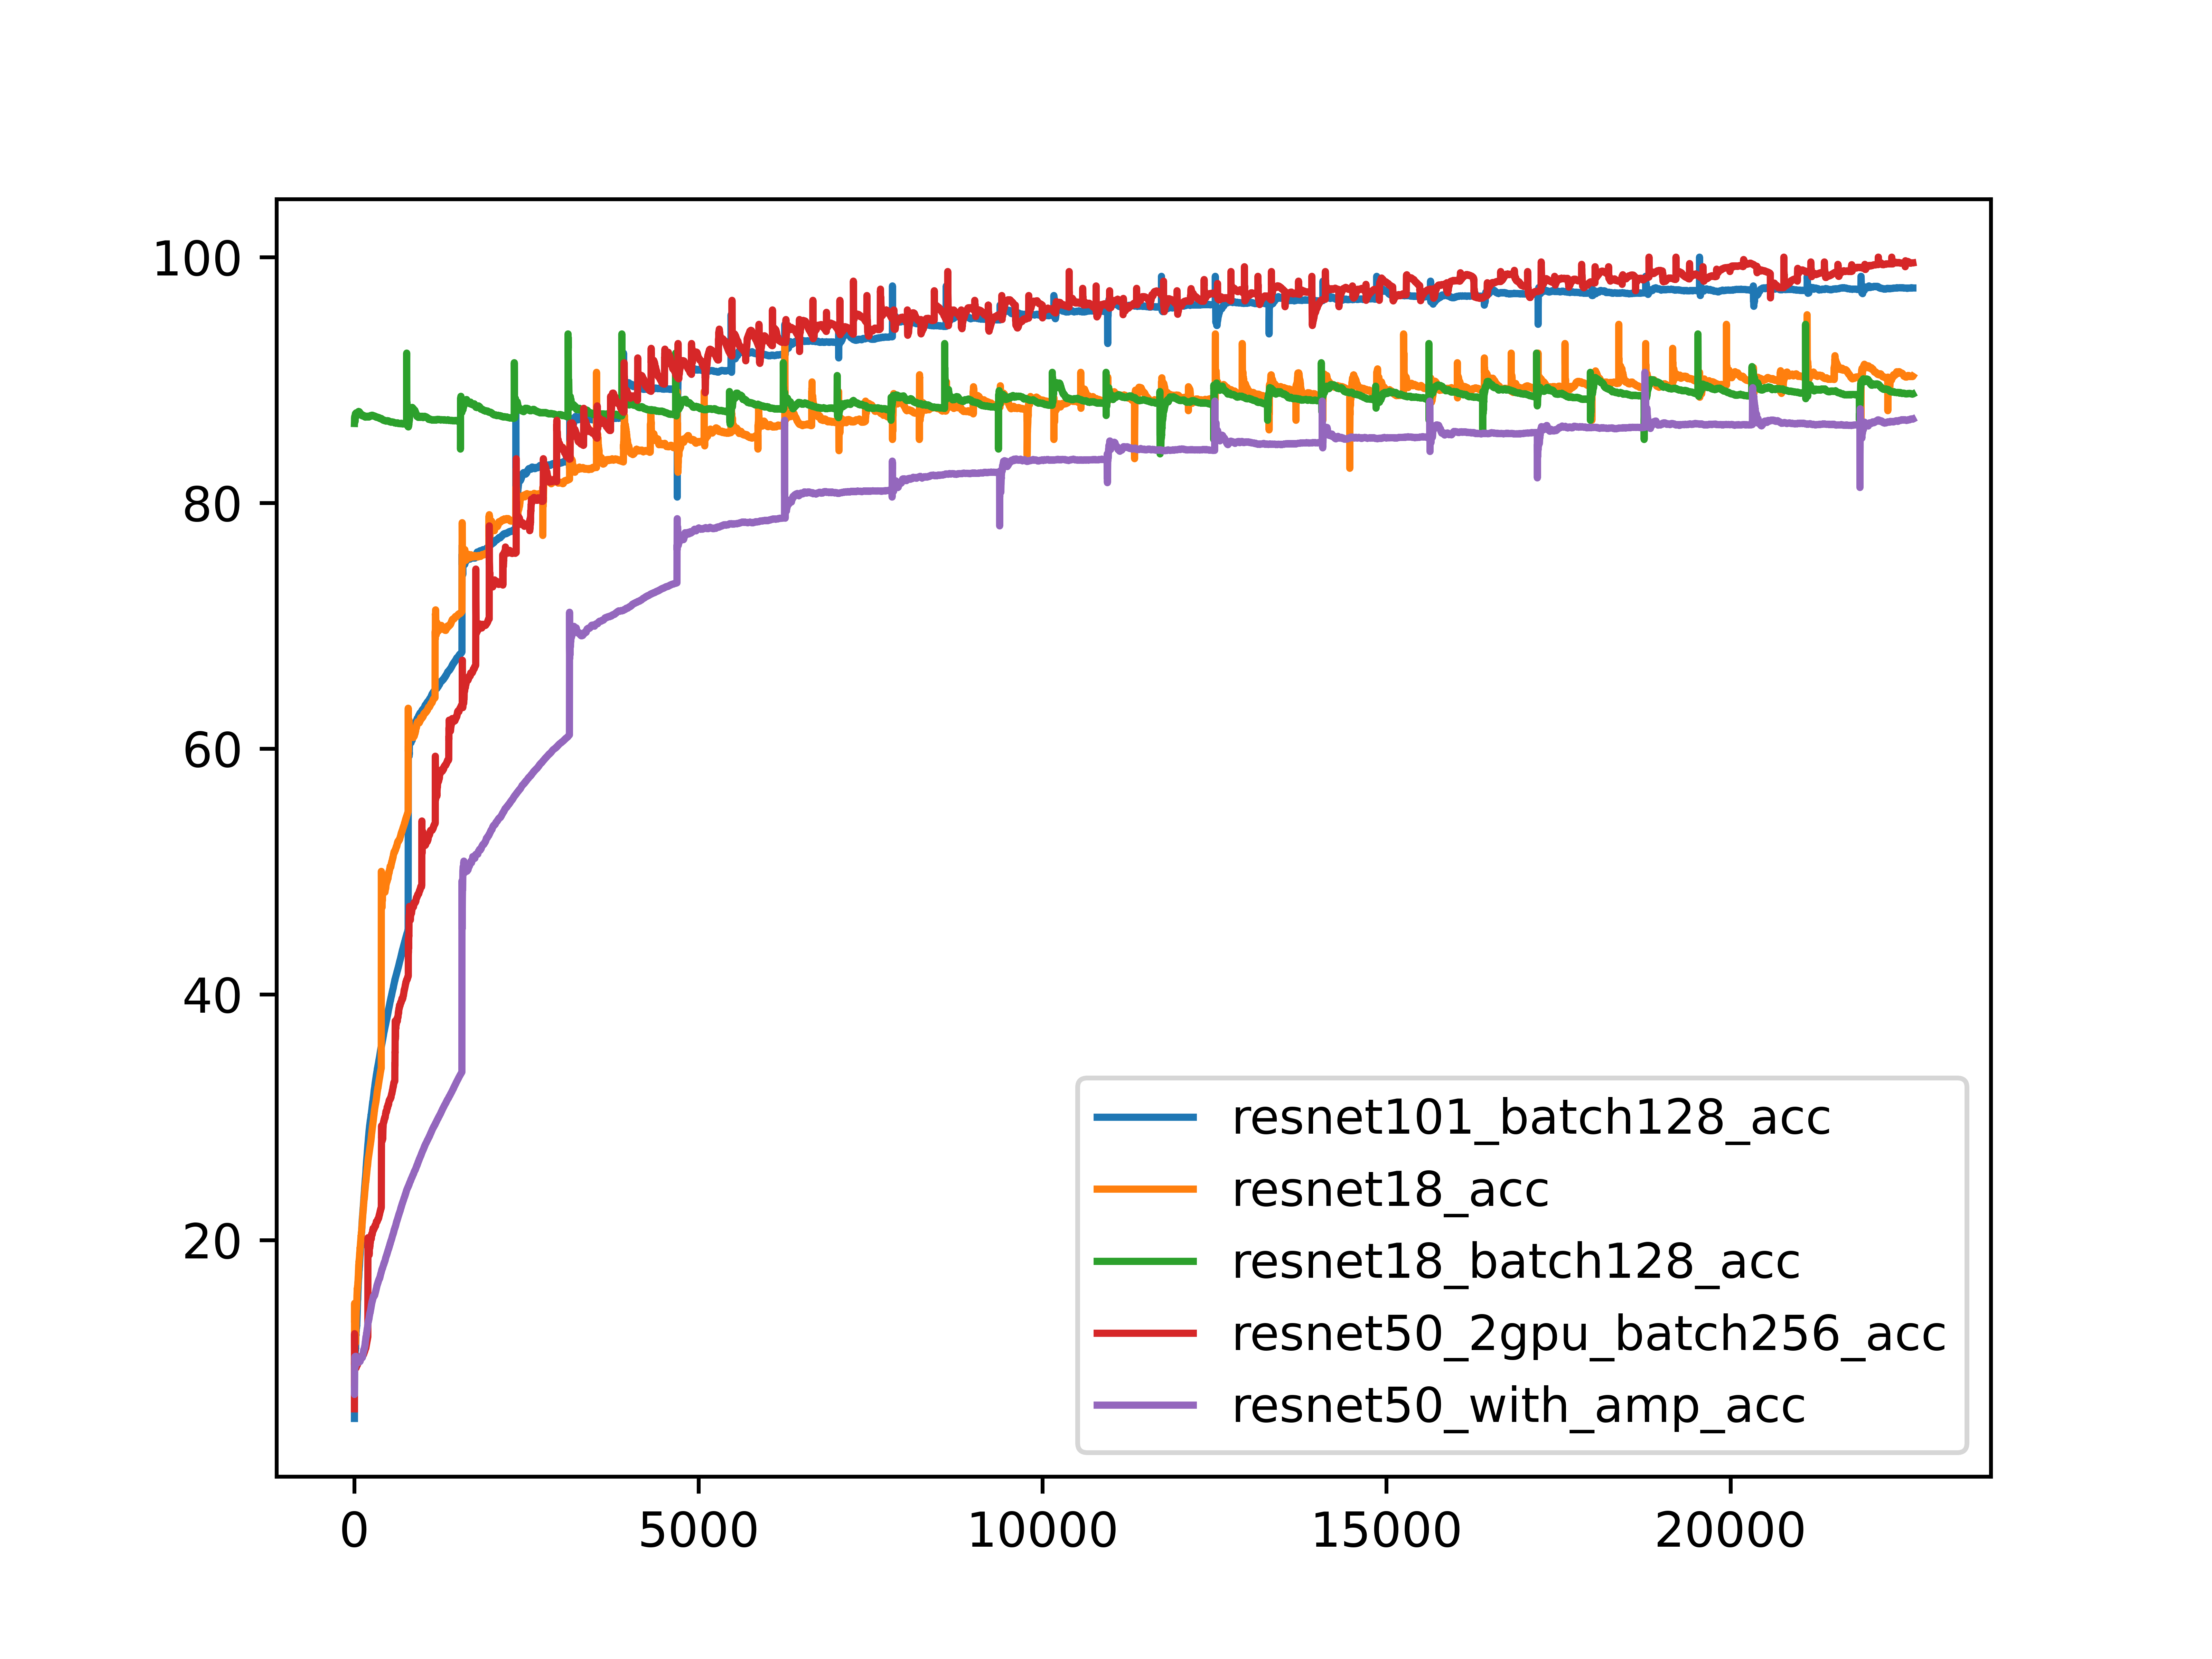 100
80
60
40
20
resnet101_batch128_acc
resnet18_acc
resnet18_batch128_acc
resnet50_2gpu_batch256_acc
resnet50_with_amp_acc
0 5000 10000 15000 20000